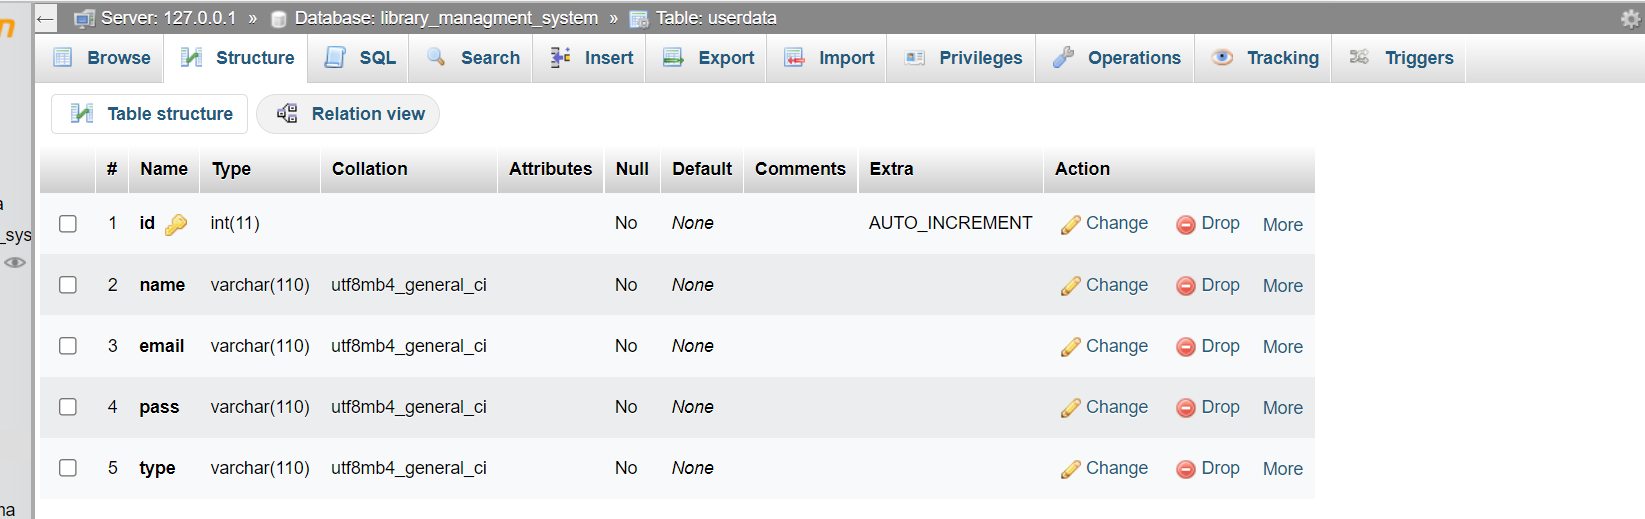 Server: 127.0.0.1 » Database: library_managment_system » Table: userdata
Browse Structure SQL Search Insert Export Import Privileges Operations Tracking Triggers
Table structure Relation view
# Name Type Collation Attributes Null Default Comments Extra Action
1 id int(11) No None AUTO_INCREMENT Change Drop More
_sys
2 name varchar(110) utf8mb4_general_ci No None Change Drop More
3 email varchar(110) utf8mb4_general_ci No None Change Drop More
4 pass varchar(110) utf8mb4_general_ci No None Change Drop More
5 type varchar(110) utf8mb4_general_ci No None Change Drop More